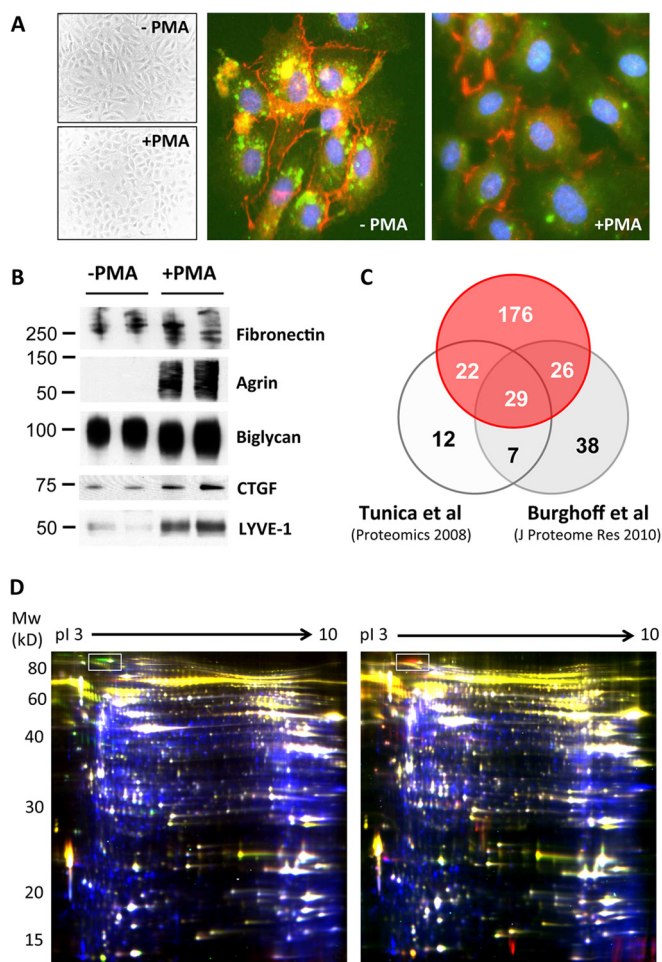 A
- PMA
+PMA
- PMA
+PMA
B
-PMA +PMA
250
150
50
100
75
50
Fibronectin
Agrin
Biglycan
CTGF
LYVE-1
C
176
22
26
29
12
7
38
Tunica et al
(Proteomics 2008)
Burghoff et al
(J Proteome Res 2010)
D
Mw
(kD)
pI 3 10
pI 3 10
80
60
40
30
20
15